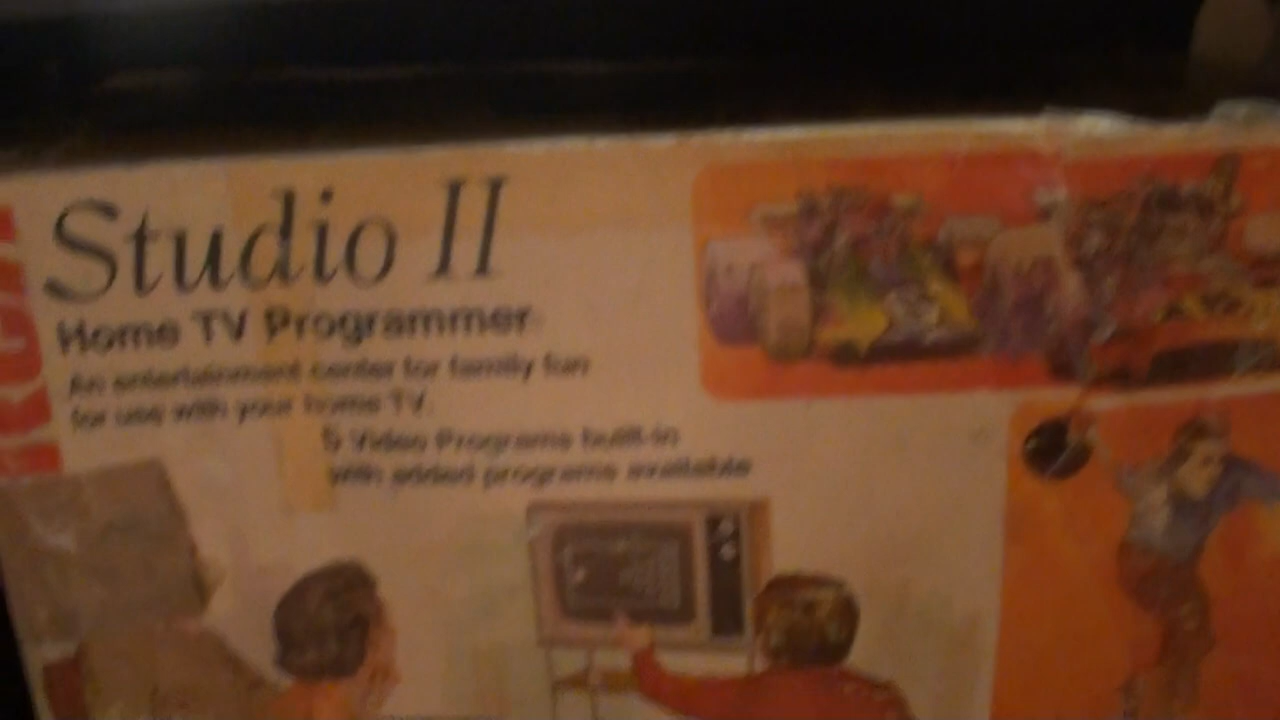 RCA
Studio II
Home TV Programmer
An entertainment center for family fun
for use with your home TV.
5 Video Programs built-in
with added programs available